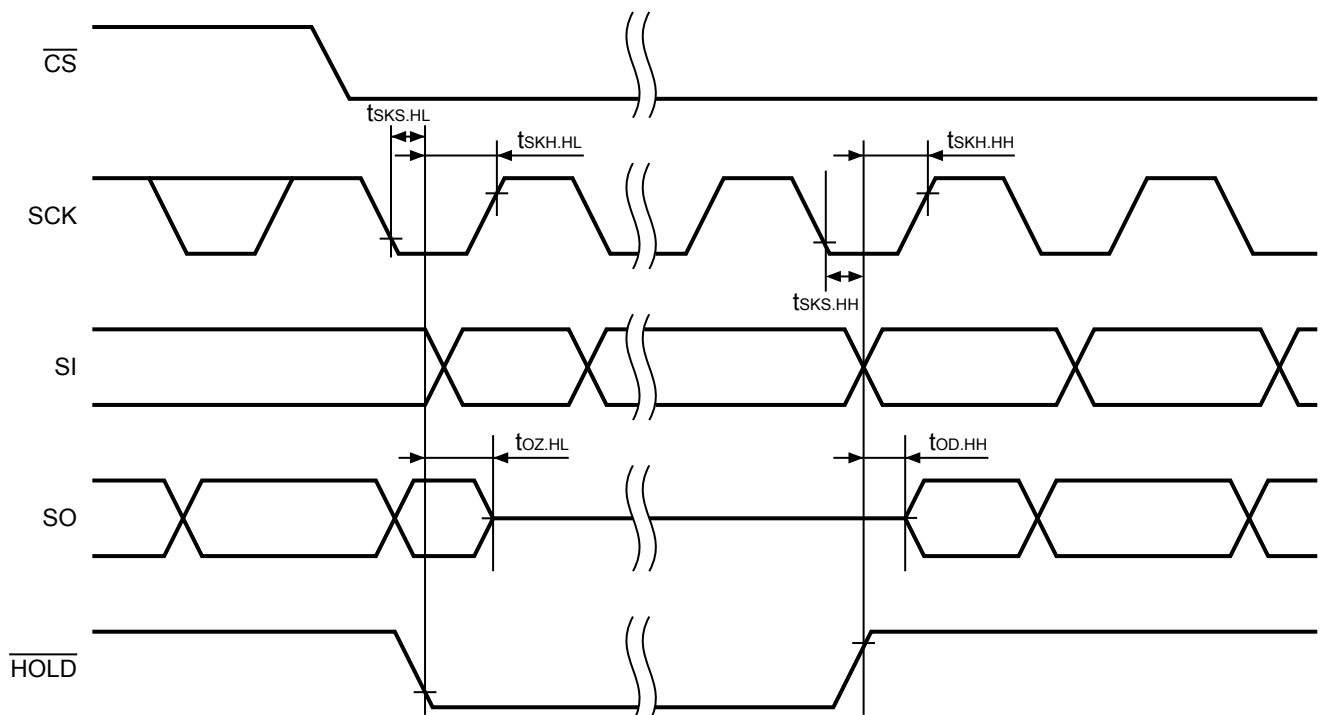 CS
tSKS.HL
tSKH.HL
tSKH.HH
SCK
tSKS.HH
SI
tOZ.HL
tOD.HH
SO
HOLD